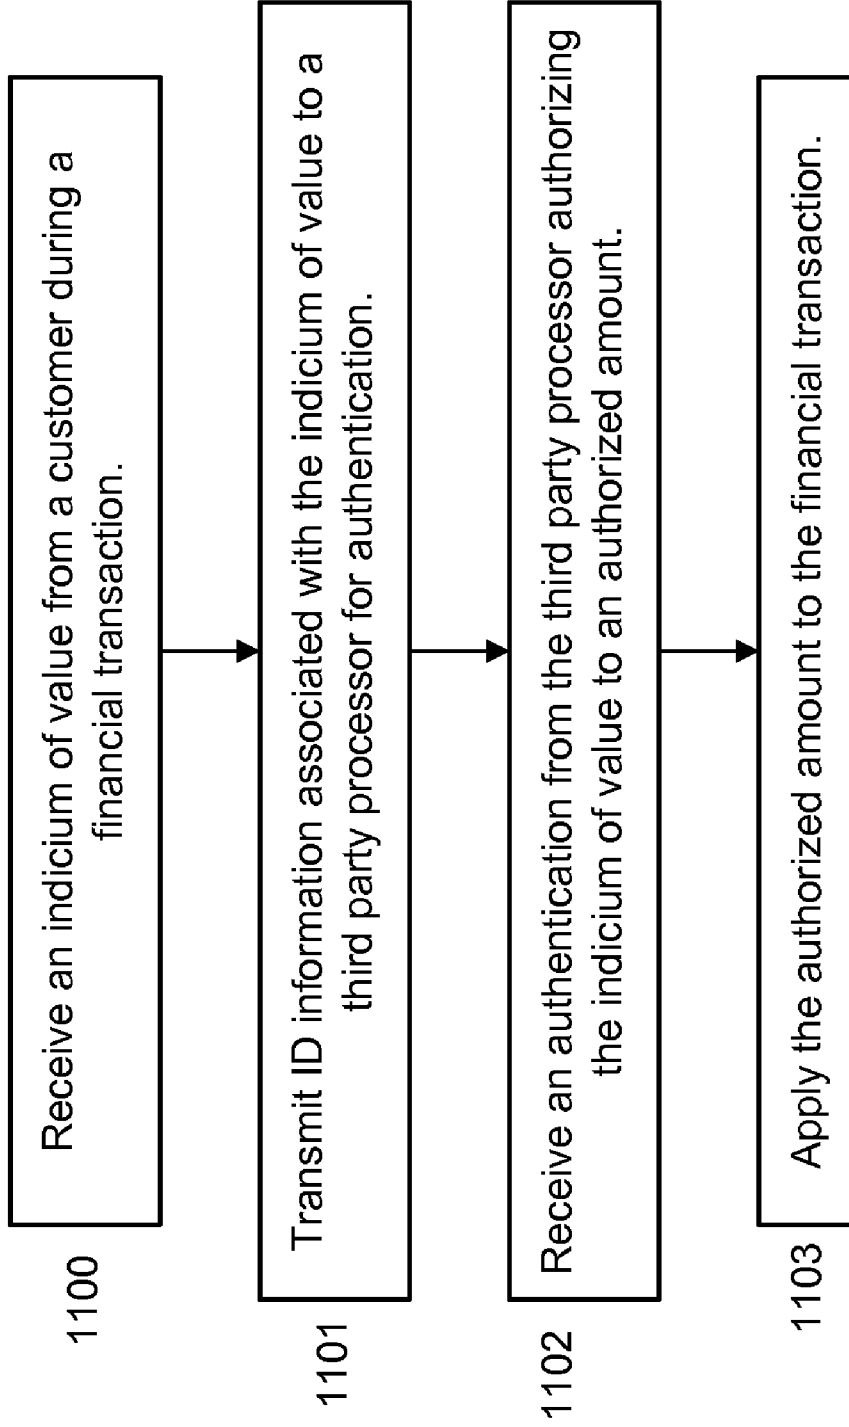 1100
Receive an indicium of value from a customer during a
financial transaction.
1101
Transmit ID information associated with the indicium of value to a
third party processor for authentication.
1102
Receive an authentication from the third party processor authorizing
the indicium of value to an authorized amount.
1103
Apply the authorized amount to the financial transaction.